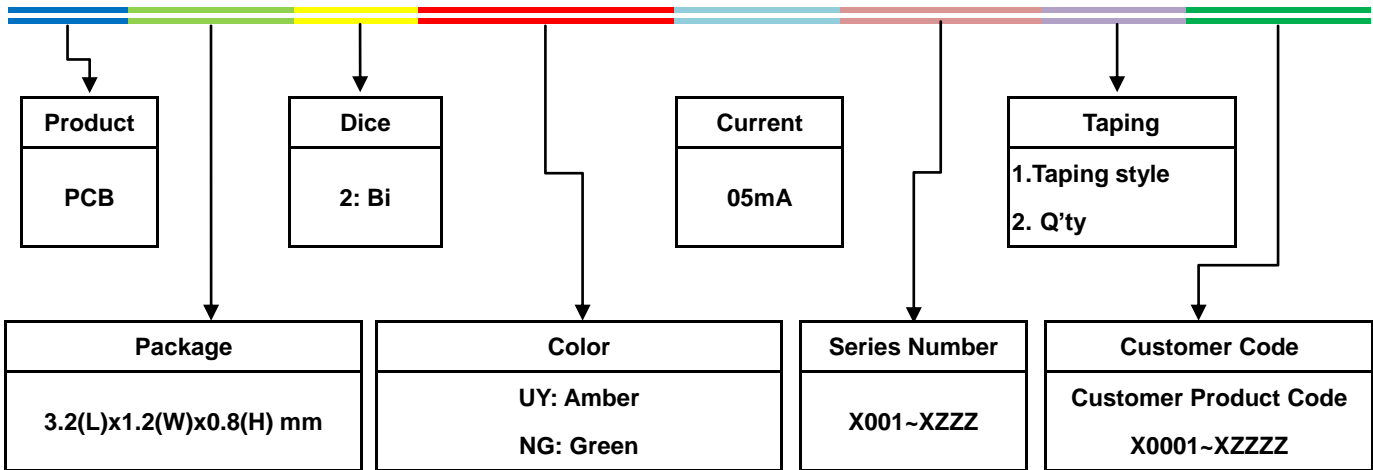 Product
PCB
Dice
2: Bi
Current
05mA
Taping
1.Taping style
2. Q’ty
Package
3.2(L)x1.2(W)x0.8(H) mm
Color
UY: Amber
NG: Green
Series Number
X001~XZZZ
Customer Code
Customer Product Code
X0001~XZZZZ